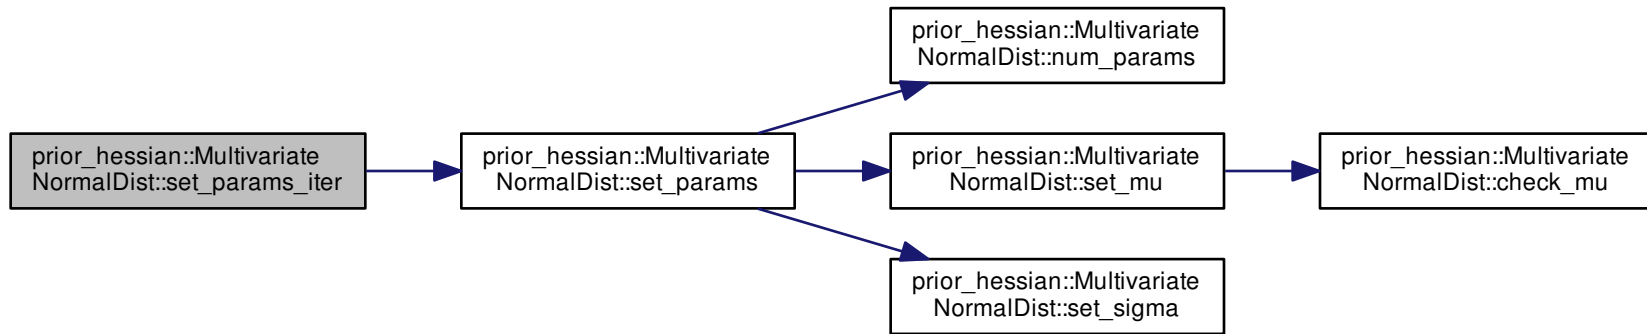 prior_hessian::Multivariate
NormalDist::set_params_iter
prior_hessian::Multivariate
NormalDist::set_params
prior_hessian::Multivariate
NormalDist::num_params
prior_hessian::Multivariate
NormalDist::set_mu
prior_hessian::Multivariate
NormalDist::check_mu
prior_hessian::Multivariate
NormalDist::set_sigma